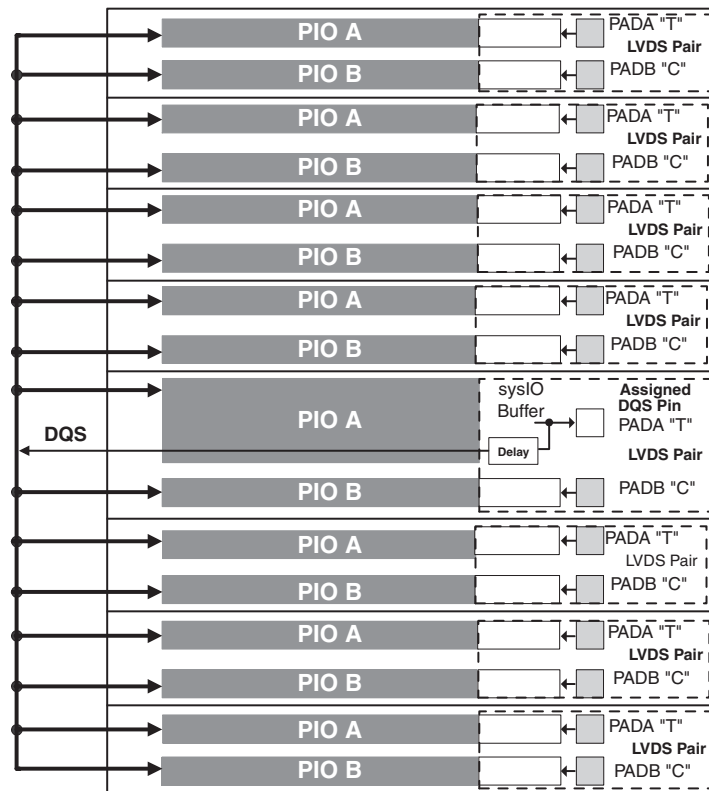 PIO A PADA "T"
LVDS Pair
PIO B PADB "C"
PIO A PADA "T"
LVDS Pair
PIO B PADB "C"
PIO A PADA "T"
LVDS Pair
PIO B PADB "C"
PIO A PADA "T"
LVDS Pair
PIO B PADB "C"
sysIO
Buffer
Assigned
DQS Pin
PIO A PADA "T"
DQS
Delay
LVDS Pair
PIO B PADB "C"
PIO A PADA "T"
LVDS Pair
PIO B PADB "C"
PIO A PADA "T"
LVDS Pair
PIO B PADB "C"
PIO A PADA "T"
LVDS Pair
PIO B PADB "C"